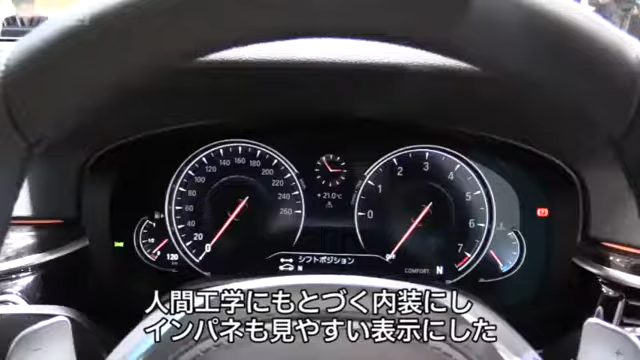 80 100 120 140 160 180 200 220 240 260
60 40 20 0
0 1 2 3 4 5 6 7
+21.0℃
120
シフトポジション
N
OFF
COMFORT N
人間工学にもとづく内装にし
インパネも見やすい表示にした